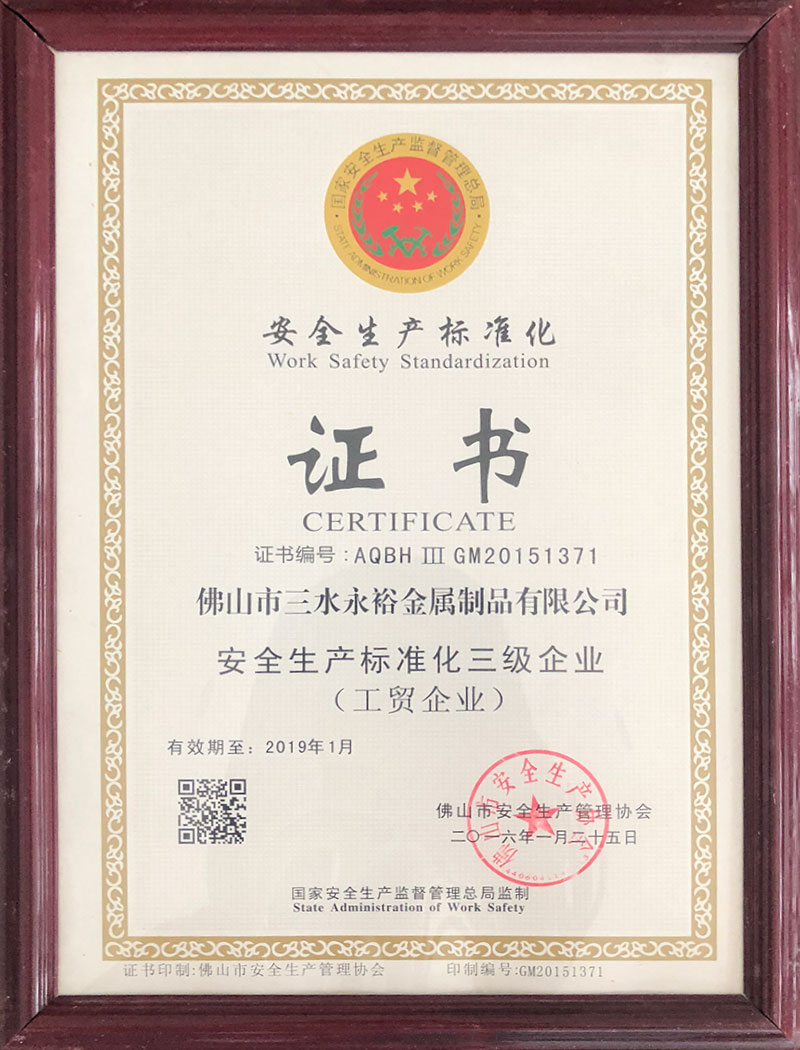 国家安全生产监督管理总局
STATE ADMINISTRATION OF WORK SAFETY
安全生产标准化
Work Safety Standardization
证书
CERTIFICATE
证书编号:AQBH III GM20151371
佛山市三水永裕金属制品有限公司
安全生产标准化三级企业
(工贸企业)
有效期至: 2019年1月
佛山市安全生产管理协会
二〇一六年一月二十五日
国家安全生产监督管理总局监制
State Administration of Work Safety
证书印制:佛山市安全生产管理协会
印制编号:GM20151371